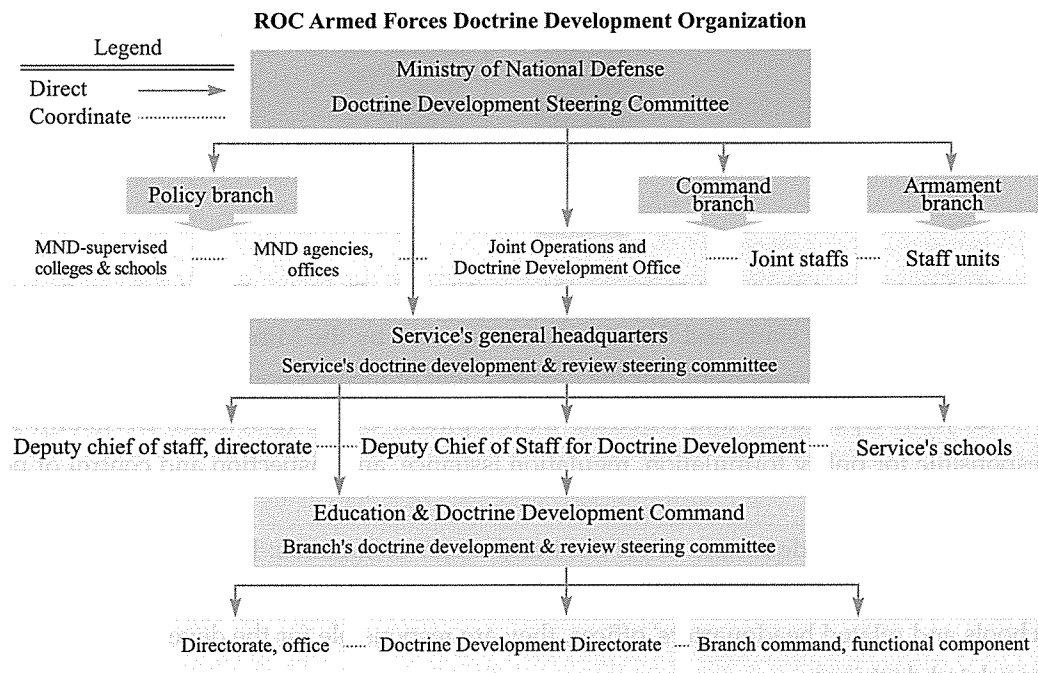 ROC Armed Forces Doctrine Development Organization
Legend
Direct
Coordinate
Ministry of National Defense
Doctrine Development Steering Committee
Policy branch
Command
branch
Armament
branch
MND-supervised
colleges & schools
MND agencies,
offices
Joint Operations and
Doctrine Development Office
Joint staffs
Staff units
Service's general headquarters
Service's doctrine development & review steering committee
Deputy chief of staff, directorate
Deputy Chief of Staff for Doctrine Development
Service's schools
Education & Doctrine Development Command
Branch's doctrine development & review steering committee
Directorate, office
Doctrine Development Directorate
Branch command, functional component